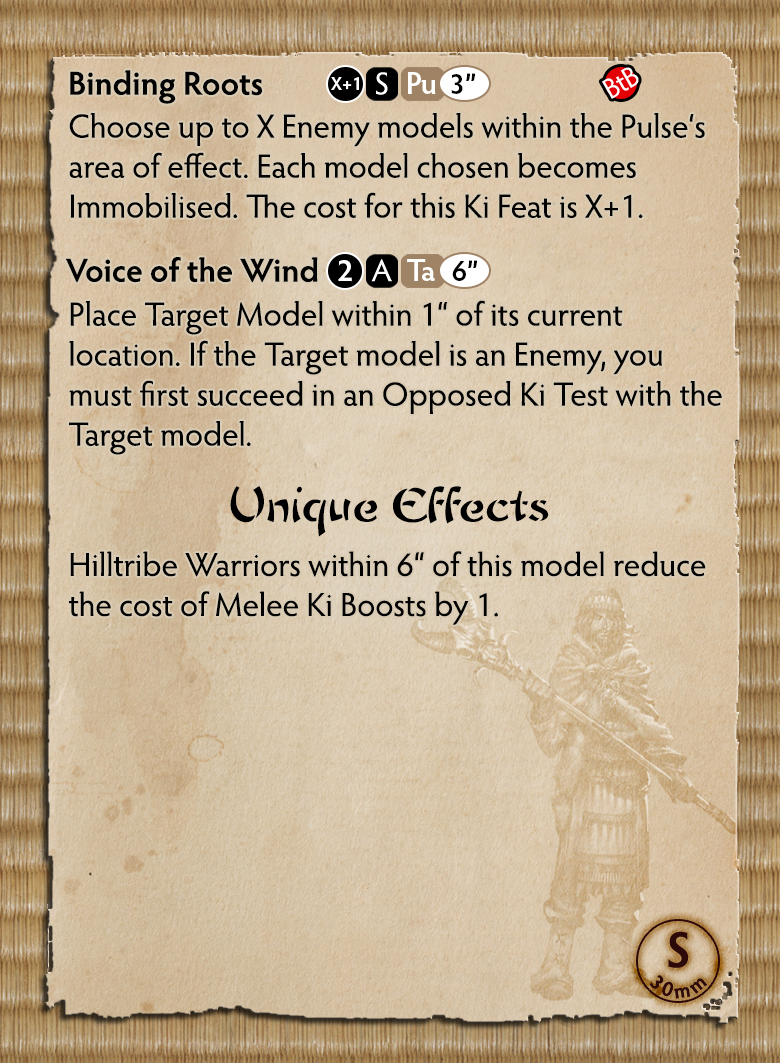 Binding Roots X+1 S Pu 3" BtB
Choose up to X Enemy models within the Pulse's
area of effect. Each model chosen becomes
Immobilised. The cost for this Ki Feat is X+1.
Voice of the Wind 2 A Ta 6"
Place Target Model within 1" of its current
location. If the Target model is an Enemy, you
must first succeed in an Opposed Ki Test with the
Target model.
Unique Effects
Hilltribe Warriors within 6" of this model reduce
the cost of Melee Ki Boosts by 1.
S
30mm